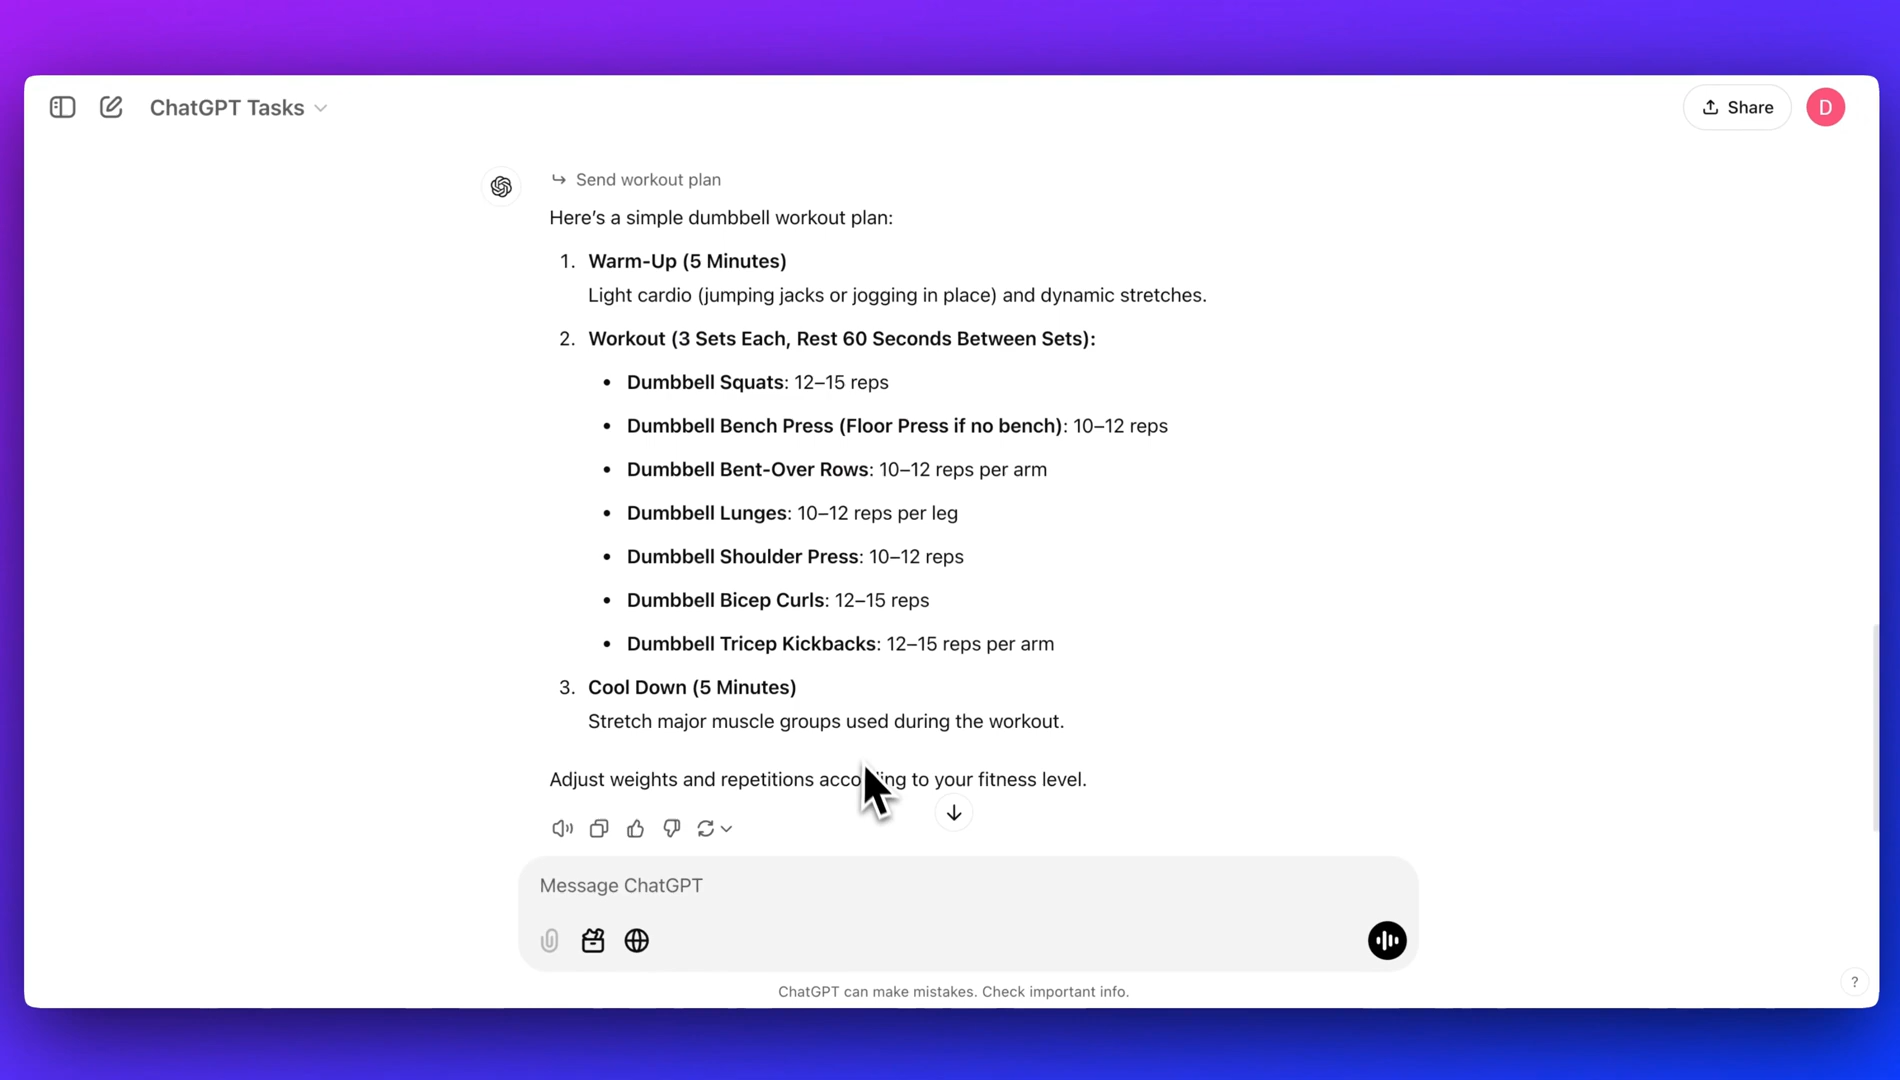 ChatGPT Tasks
Share
D
Send workout plan
Here’s a simple dumbbell workout plan:
1. Warm-Up (5 Minutes)
Light cardio (jumping jacks or jogging in place) and dynamic stretches.
2. Workout (3 Sets Each, Rest 60 Seconds Between Sets):
• Dumbbell Squats: 12–15 reps
• Dumbbell Bench Press (Floor Press if no bench): 10–12 reps
• Dumbbell Bent-Over Rows: 10–12 reps per arm
• Dumbbell Lunges: 10–12 reps per leg
• Dumbbell Shoulder Press: 10–12 reps
• Dumbbell Bicep Curls: 12–15 reps
• Dumbbell Tricep Kickbacks: 12–15 reps per arm
3. Cool Down (5 Minutes)
Stretch major muscle groups used during the workout.
Adjust weights and repetitions according to your fitness level.
Message ChatGPT
ChatGPT can make mistakes. Check important info.
?